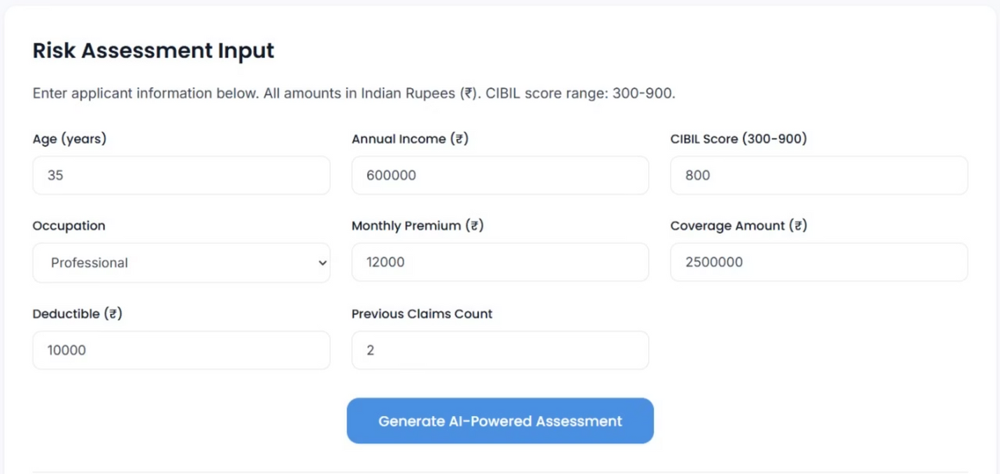 Risk Assessment Input
Enter applicant information below. All amounts in Indian Rupees (₹). CIBIL score range: 300-900.
Age (years)
35
Annual Income (₹)
600000
CIBIL Score (300-900)
800
Occupation
Professional
Monthly Premium (₹)
12000
Coverage Amount (₹)
2500000
Deductible (₹)
10000
Previous Claims Count
2
Generate AI-Powered Assessment